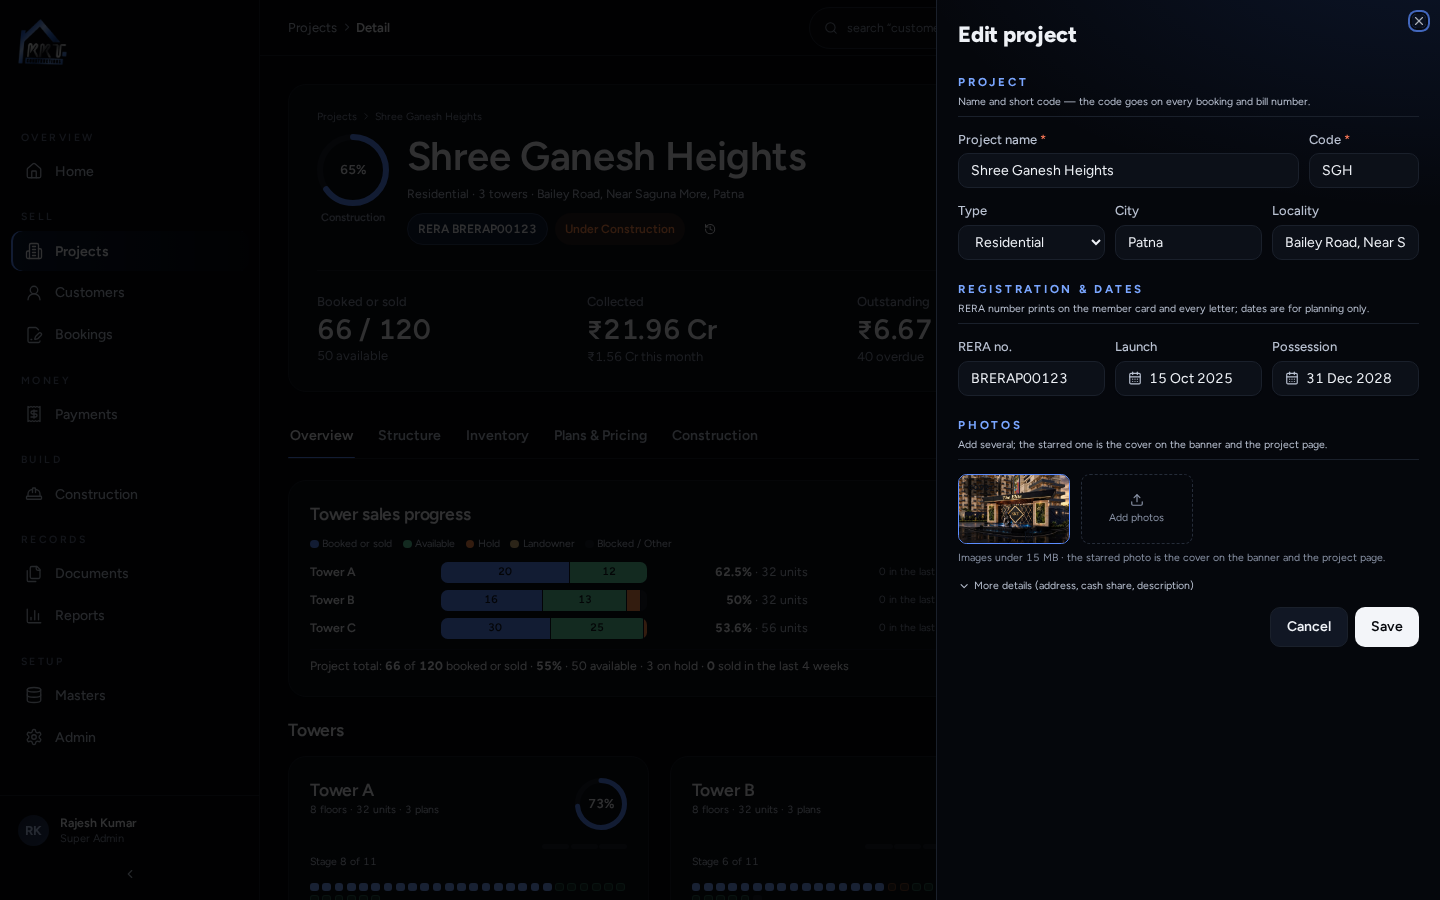 Projects > Detail
search "custome
OVERVIEW
Home
SELL
Projects
Customers
Bookings
MONEY
Payments
BUILD
Construction
RECORDS
Documents
Reports
SETUP
Masters
Admin
RK
Rajesh Kumar
Super Admin
Projects > Shree Ganesh Heights
65%
Construction
Shree Ganesh Heights
Residential · 3 towers · Bailey Road, Near Saguna More, Patna
RERA BRERAP00123
Under Construction
Booked or sold
66 / 120
50 available
Collected
₹21.96 Cr
₹1.56 Cr this month
Outstanding
₹6.67
40 overdue
Overview
Structure
Inventory
Plans & Pricing
Construction
Tower sales progress
Booked or sold
Available
Hold
Landowner
Blocked / Other
Tower A 20 12 62.5% · 32 units 0 in the last
Tower B 16 13 50% · 32 units 0 in the last
Tower C 30 25 53.6% · 56 units 0 in the last
Project total: 66 of 120 booked or sold · 55% · 50 available · 3 on hold · 0 sold in the last 4 weeks
Towers
Tower A
8 floors · 32 units · 3 plans
73%
Stage 8 of 11
Tower B
8 floors · 32 units · 3 plans
Stage 6 of 11
Edit project
PROJECT
Name and short code — the code goes on every booking and bill number.
Project name *
Shree Ganesh Heights
Code *
SGH
Type
Residential
City
Patna
Locality
Bailey Road, Near S
REGISTRATION & DATES
RERA number prints on the member card and every letter; dates are for planning only.
RERA no.
BRERAP00123
Launch
15 Oct 2025
Possession
31 Dec 2028
PHOTOS
Add several; the starred one is the cover on the banner and the project page.
Add photos
Images under 15 MB · the starred photo is the cover on the banner and the project page.
More details (address, cash share, description)
Cancel
Save